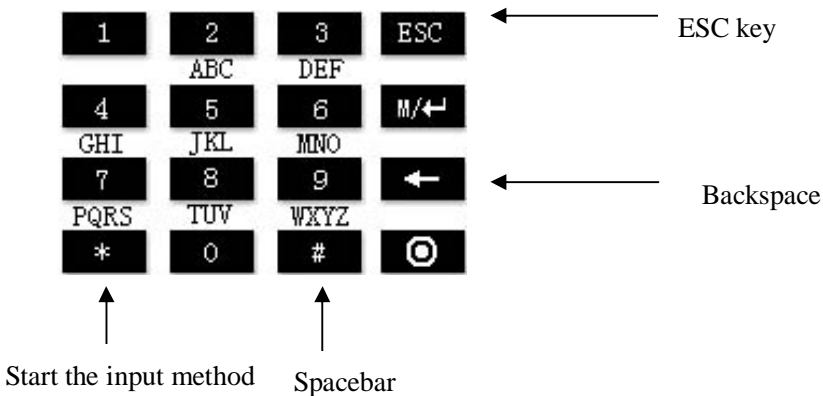 1 2 3 ESC ESC key
ABC DEF
4 5 6 M/↵
GHI JKL MNO
7 8 9 ← Backspace
PQRS TUV WXYZ
* 0 #
Start the input method Spacebar